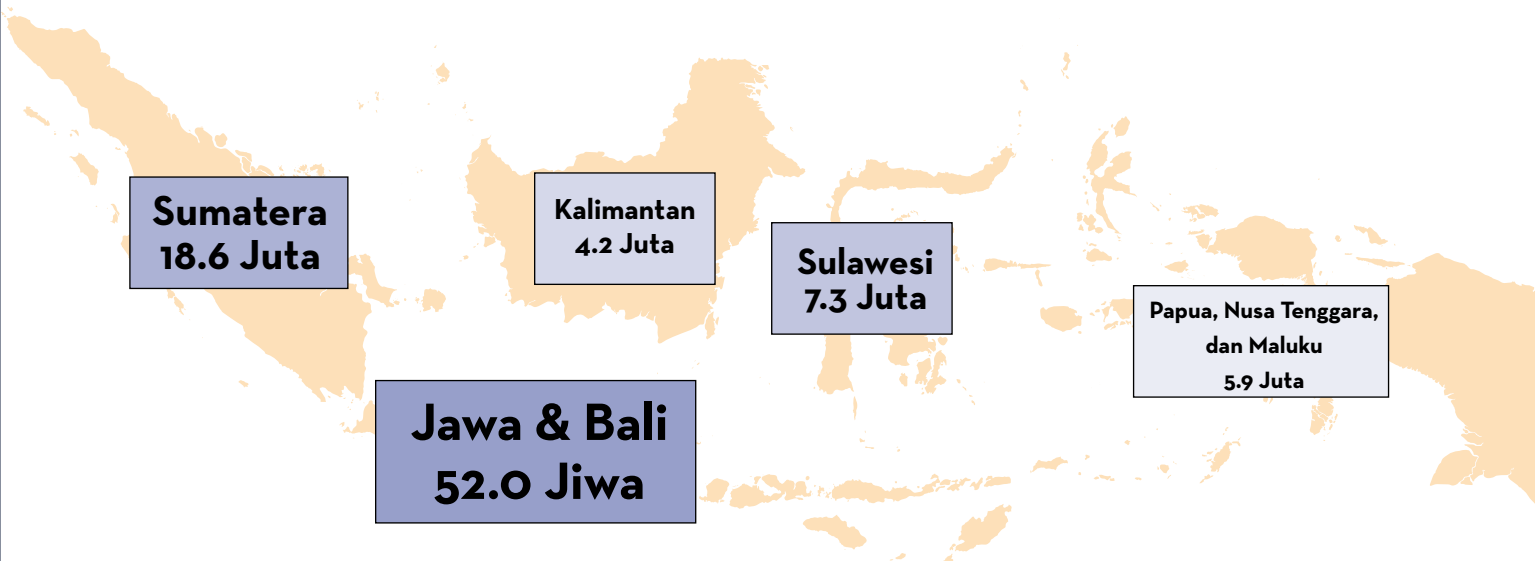 Sumatera
18.6 Juta
Kalimantan
4.2 Juta
Sulawesi
7.3 Juta
Papua, Nusa Tenggara,
dan Maluku
5.9 Juta
Jawa & Bali
52.0 Jiwa